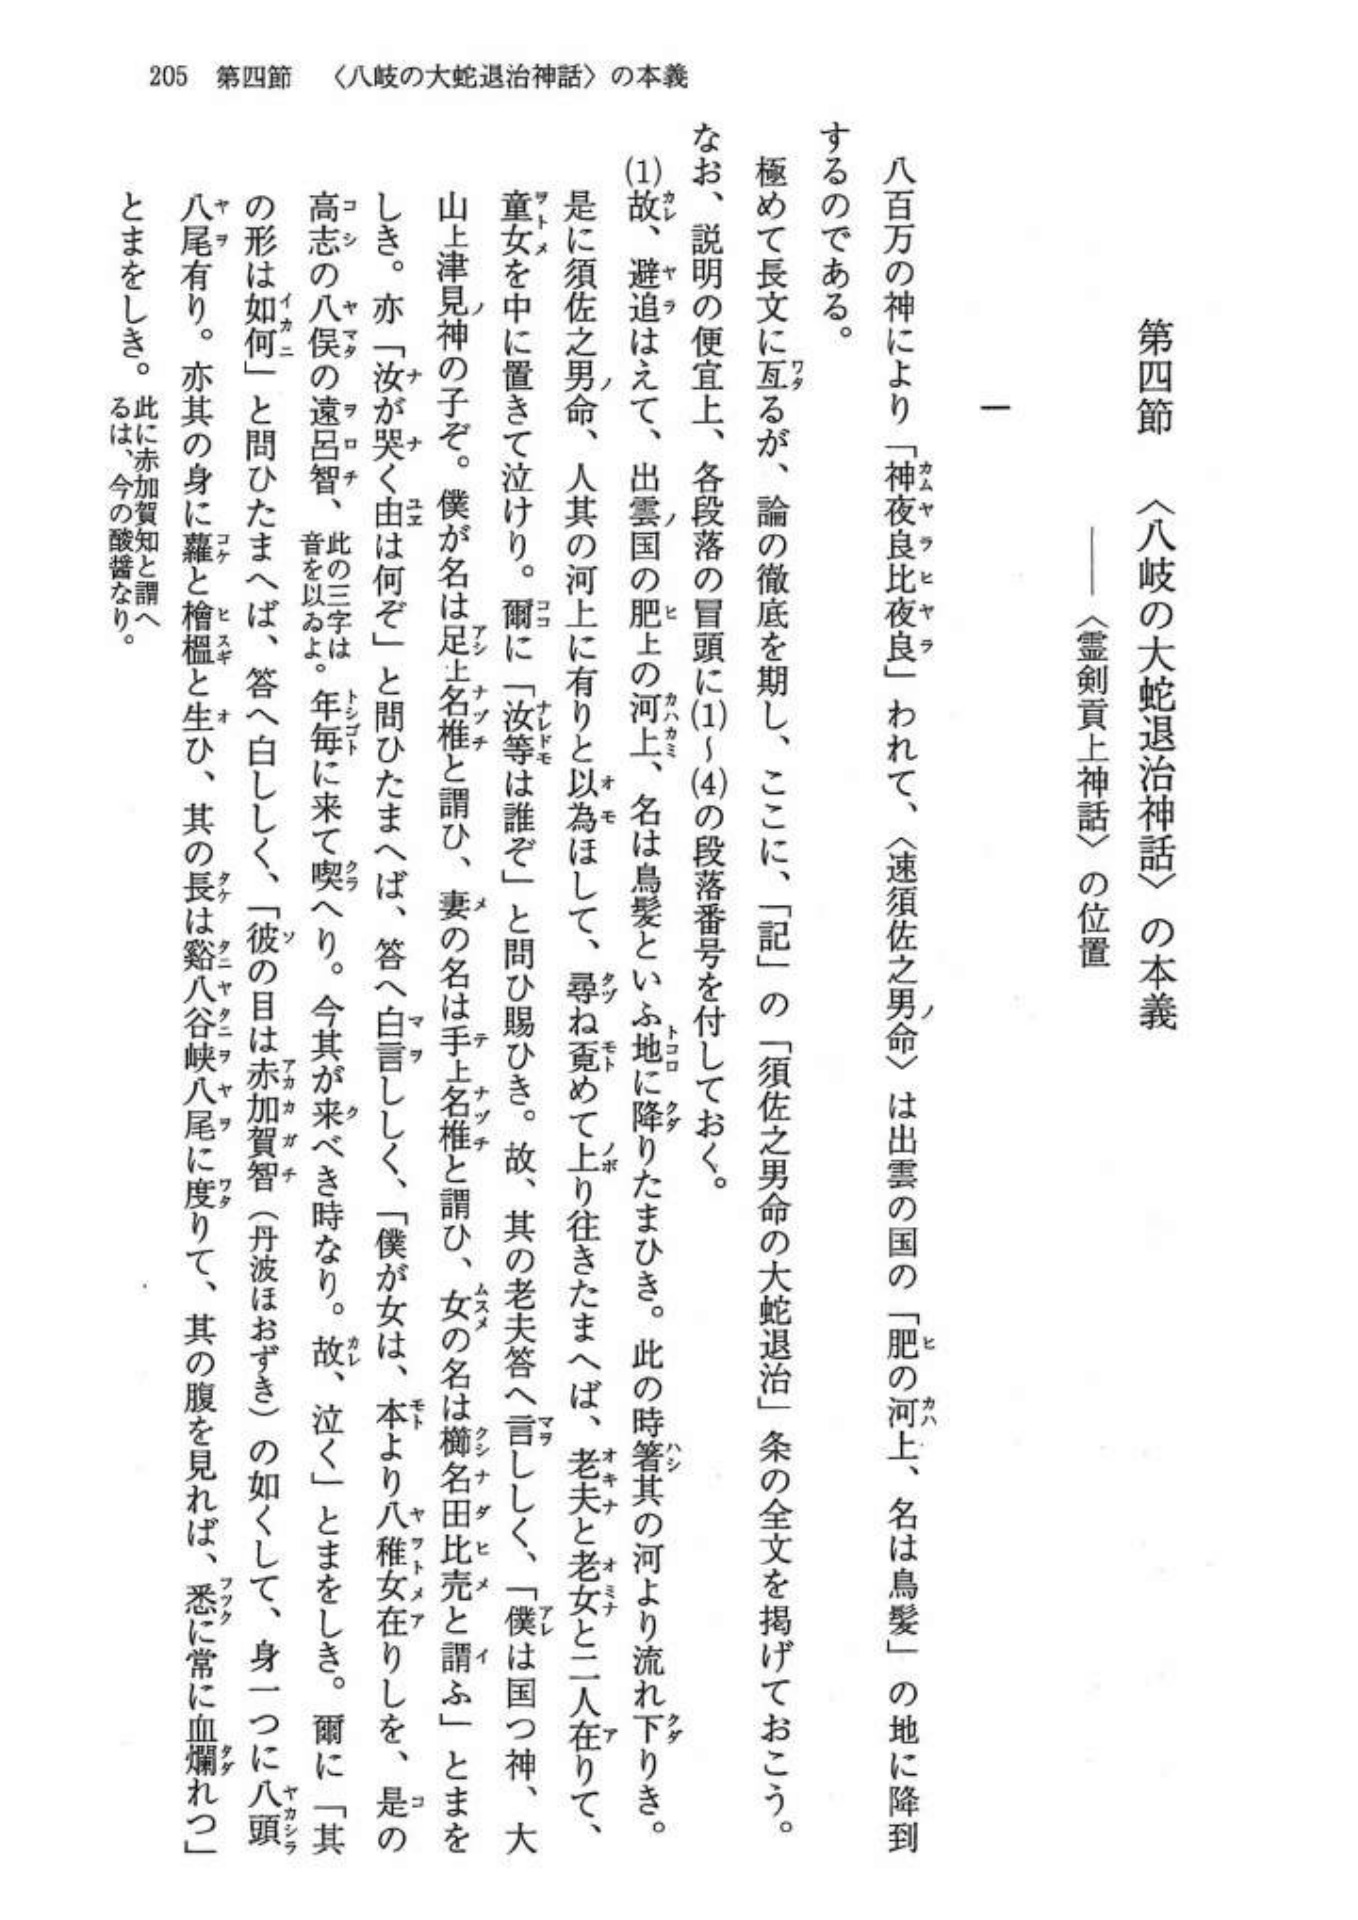 205　第四節　〈八岐の大蛇退治神話〉の本義
第四節　〈八岐の大蛇退治神話〉の本義
――〈霊剣貢上神話〉の位置
一
八百万の神により「神夜良比夜良」われて、〈速須佐之男命〉は出雲の国の「肥の河上、名は鳥髪」の地に降到
するのである。
極めて長文に亙るが、論の徹底を期し、ここに、「記」の「須佐之男命の大蛇退治」条の全文を掲げておこう。
なお、説明の便宜上、各段落の冒頭に(1)～(4)の段落番号を付しておく。
(1)故、避追はえて、出雲国の肥上の河上、名は鳥髪といふ地に降りたまひき。此の時箸其の河より流れ下りき。
是に須佐之男命、人其の河上に有りと以為ほして、尋ね覓めて上り往きたまへば、老夫と老女と二人在りて、
童女を中に置きて泣けり。爾に「汝等は誰ぞ」と問ひ賜ひき。故、其の老夫答へ言ししく、「僕は国つ神、大
山上津見神の子ぞ。僕が名は足上名椎と謂ひ、妻の名は手上名椎と謂ひ、女の名は櫛名田比売と謂ふ」とまを
しき。亦「汝が哭く由は何ぞ」と問ひたまへば、答へ白言ししく、「僕が女は、本より八稚女在りしを、是の
高志の八俣の遠呂智、此の三字は音を以ゐよ。年毎に来て喫へり。今其が来べき時なり。故、泣く」とまをしき。爾に「其
の形は如何」と問ひたまへば、答へ白ししく、「彼の目は赤加賀智（丹波ほおずき）の如くして、身一つに八頭
八尾有り。亦其の身に蘿と檜榲と生ひ、其の長は谿八谷峡八尾に度りて、其の腹を見れば、悉に常に血爛れつ」
とまをしき。此に赤加賀知と謂へるは、今の酸醤なり。